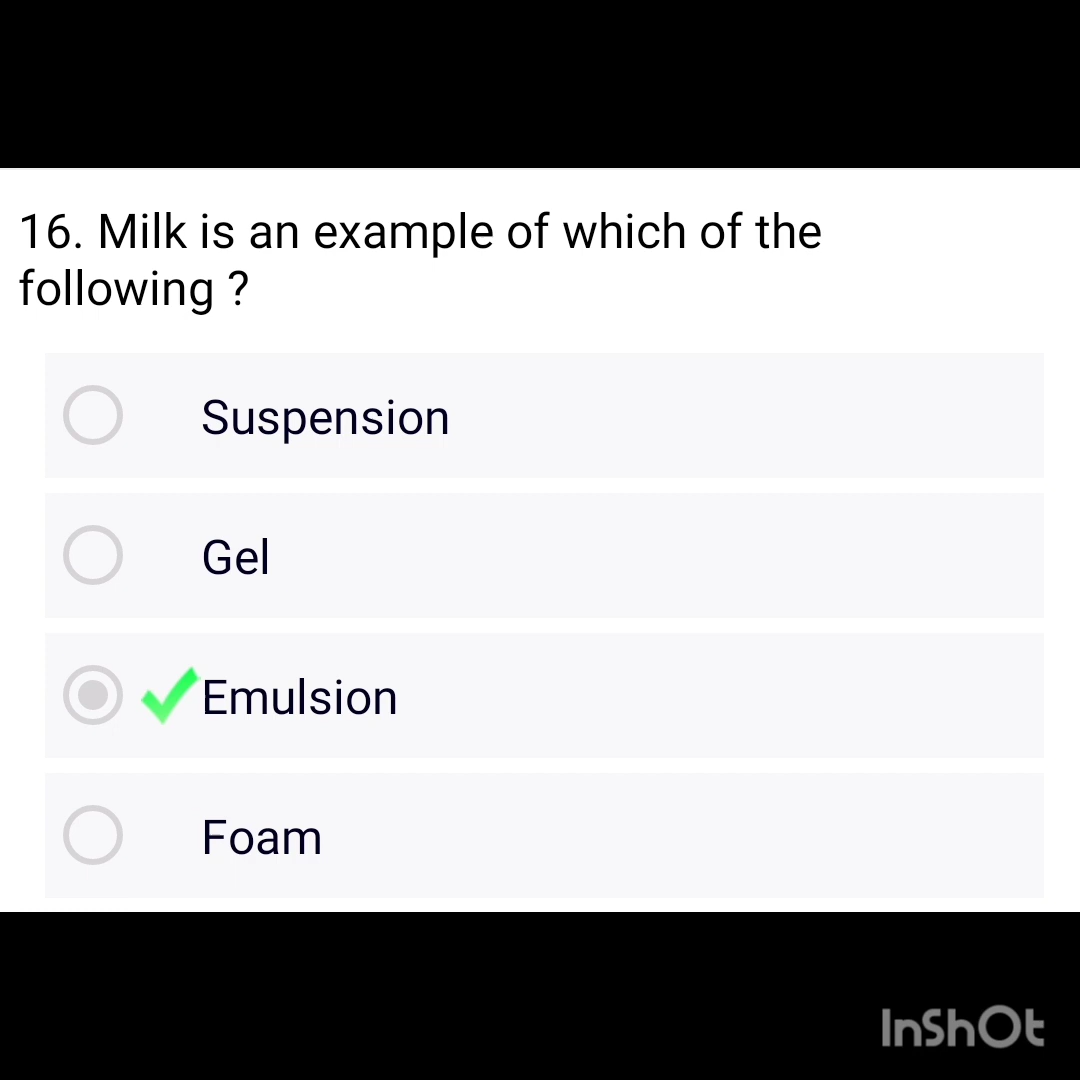 16. Milk is an example of which of the
following ?
Suspension
Gel
Emulsion
Foam
InShOt